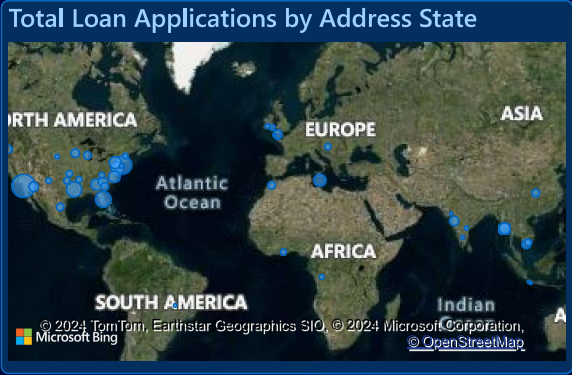 Total Loan Applications by Address State
ORTH AMERICA
ASIA
EUROPE
Atlantic
Ocean
AFRICA
SOUTH AMERICA
Indian
Ocean
A
© 2024 TomTom, Earthstar Geographics SIO, © 2024 Microsoft Corporation,
Microsoft Bing
© OpenStreetMap